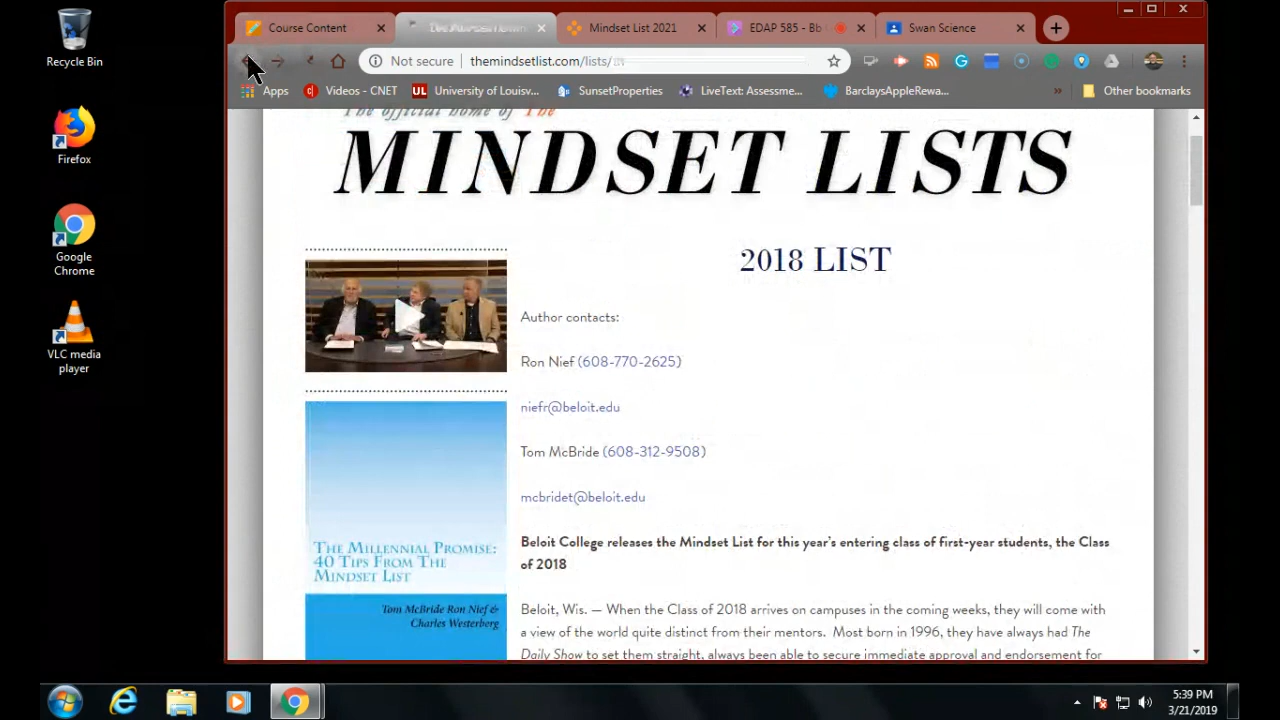 Recycle Bin
Firefox
Google
Chrome
VLC media
player
Course Content
Mindset List 2021
EDAP 585 - Bb
Swan Science
Not secure themindsetlist.com/lists/
Apps Videos - CNET University of Louisv... SunsetProperties LiveText: Assessme... BarclaysAppleRewa... » Other bookmarks
The official home of The
MINDSET LISTS
2018 LIST
Author contacts:
Ron Nief (608-770-2625)
niefr@beloit.edu
Tom McBride (608-312-9508)
mcbridet@beloit.edu
Beloit College releases the Mindset List for this year's entering class of first-year students, the Class
of 2018
Beloit, Wis. — When the Class of 2018 arrives on campuses in the coming weeks, they will come with
a view of the world quite distinct from their mentors. Most born in 1996, they have always had The
Daily Show to set them straight, always been able to secure immediate approval and endorsement for
The Millennial Promise:
40 Tips From The
Mindset List
Tom McBride Ron Nief &
Charles Westerberg
5:39 PM
3/21/2019